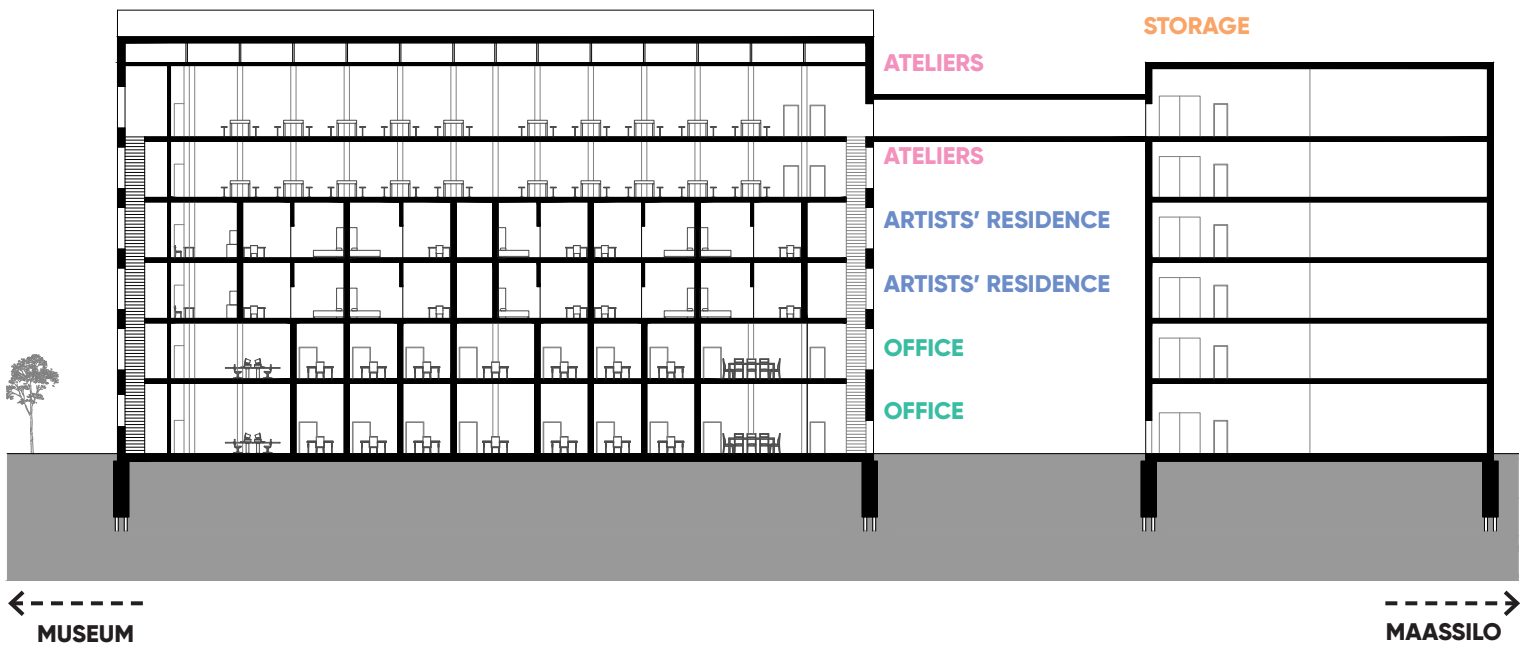 STORAGE
ATELIERS
ATELIERS
ARTISTS’ RESIDENCE
ARTISTS’ RESIDENCE
OFFICE
OFFICE
MUSEUM
MAASSILO